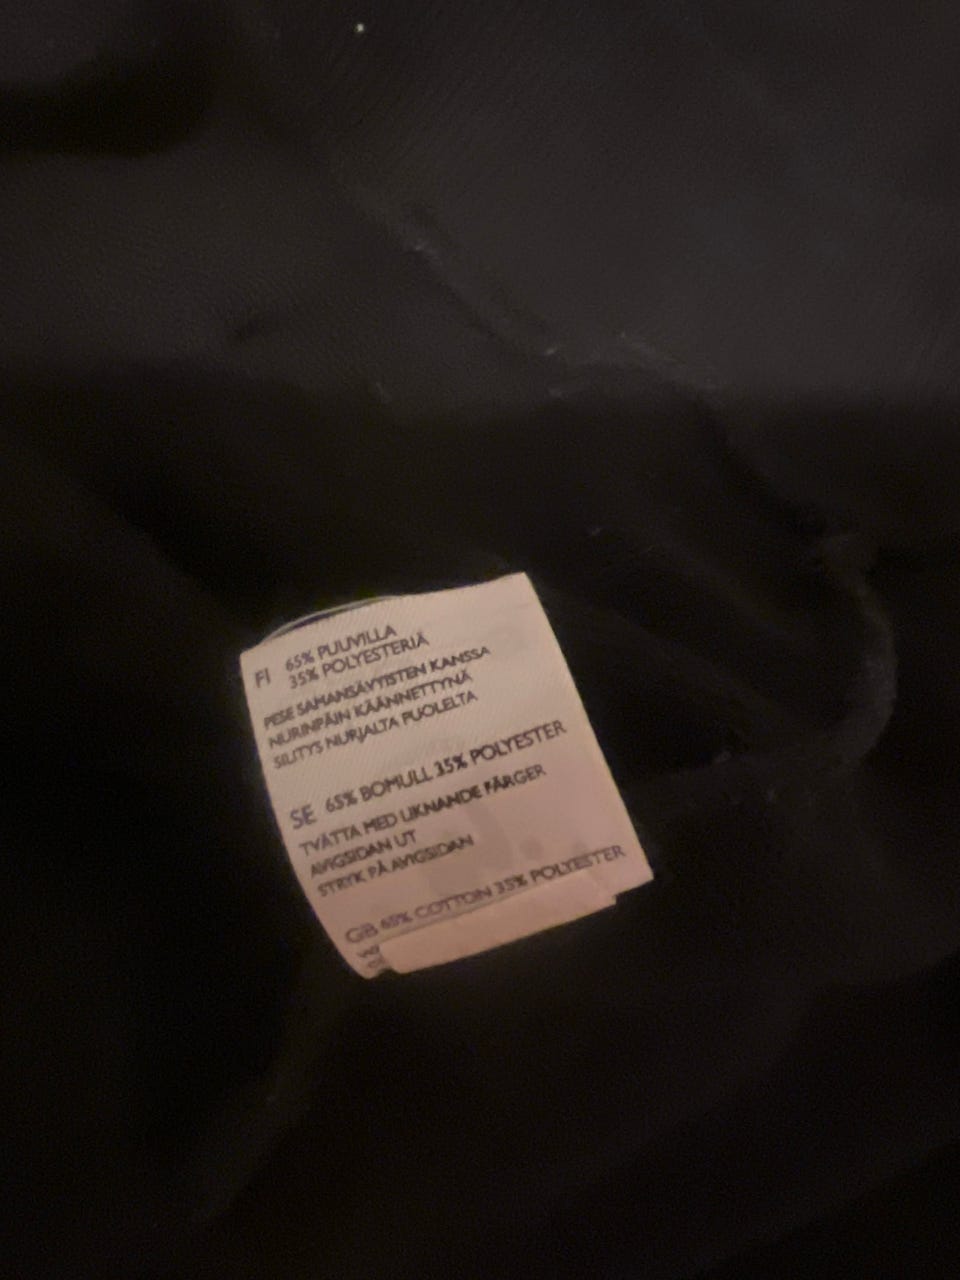 FI 65% PUUVILLA
35% POLYESTERIÄ
PESE SAMANSÄVYISTEN KANSSA
NURINPÄIN KÄÄNNETTYNÄ
SILITYS NURJALTA PUOLELTA
SE 65% BOMULL 35% POLYESTER
TVÄTTA MED LIKNANDE FÄRGER
AVIGSIDAN UT
STRYK PÅ AVIGSIDAN
GB 65% COTTON 35% POLYESTER